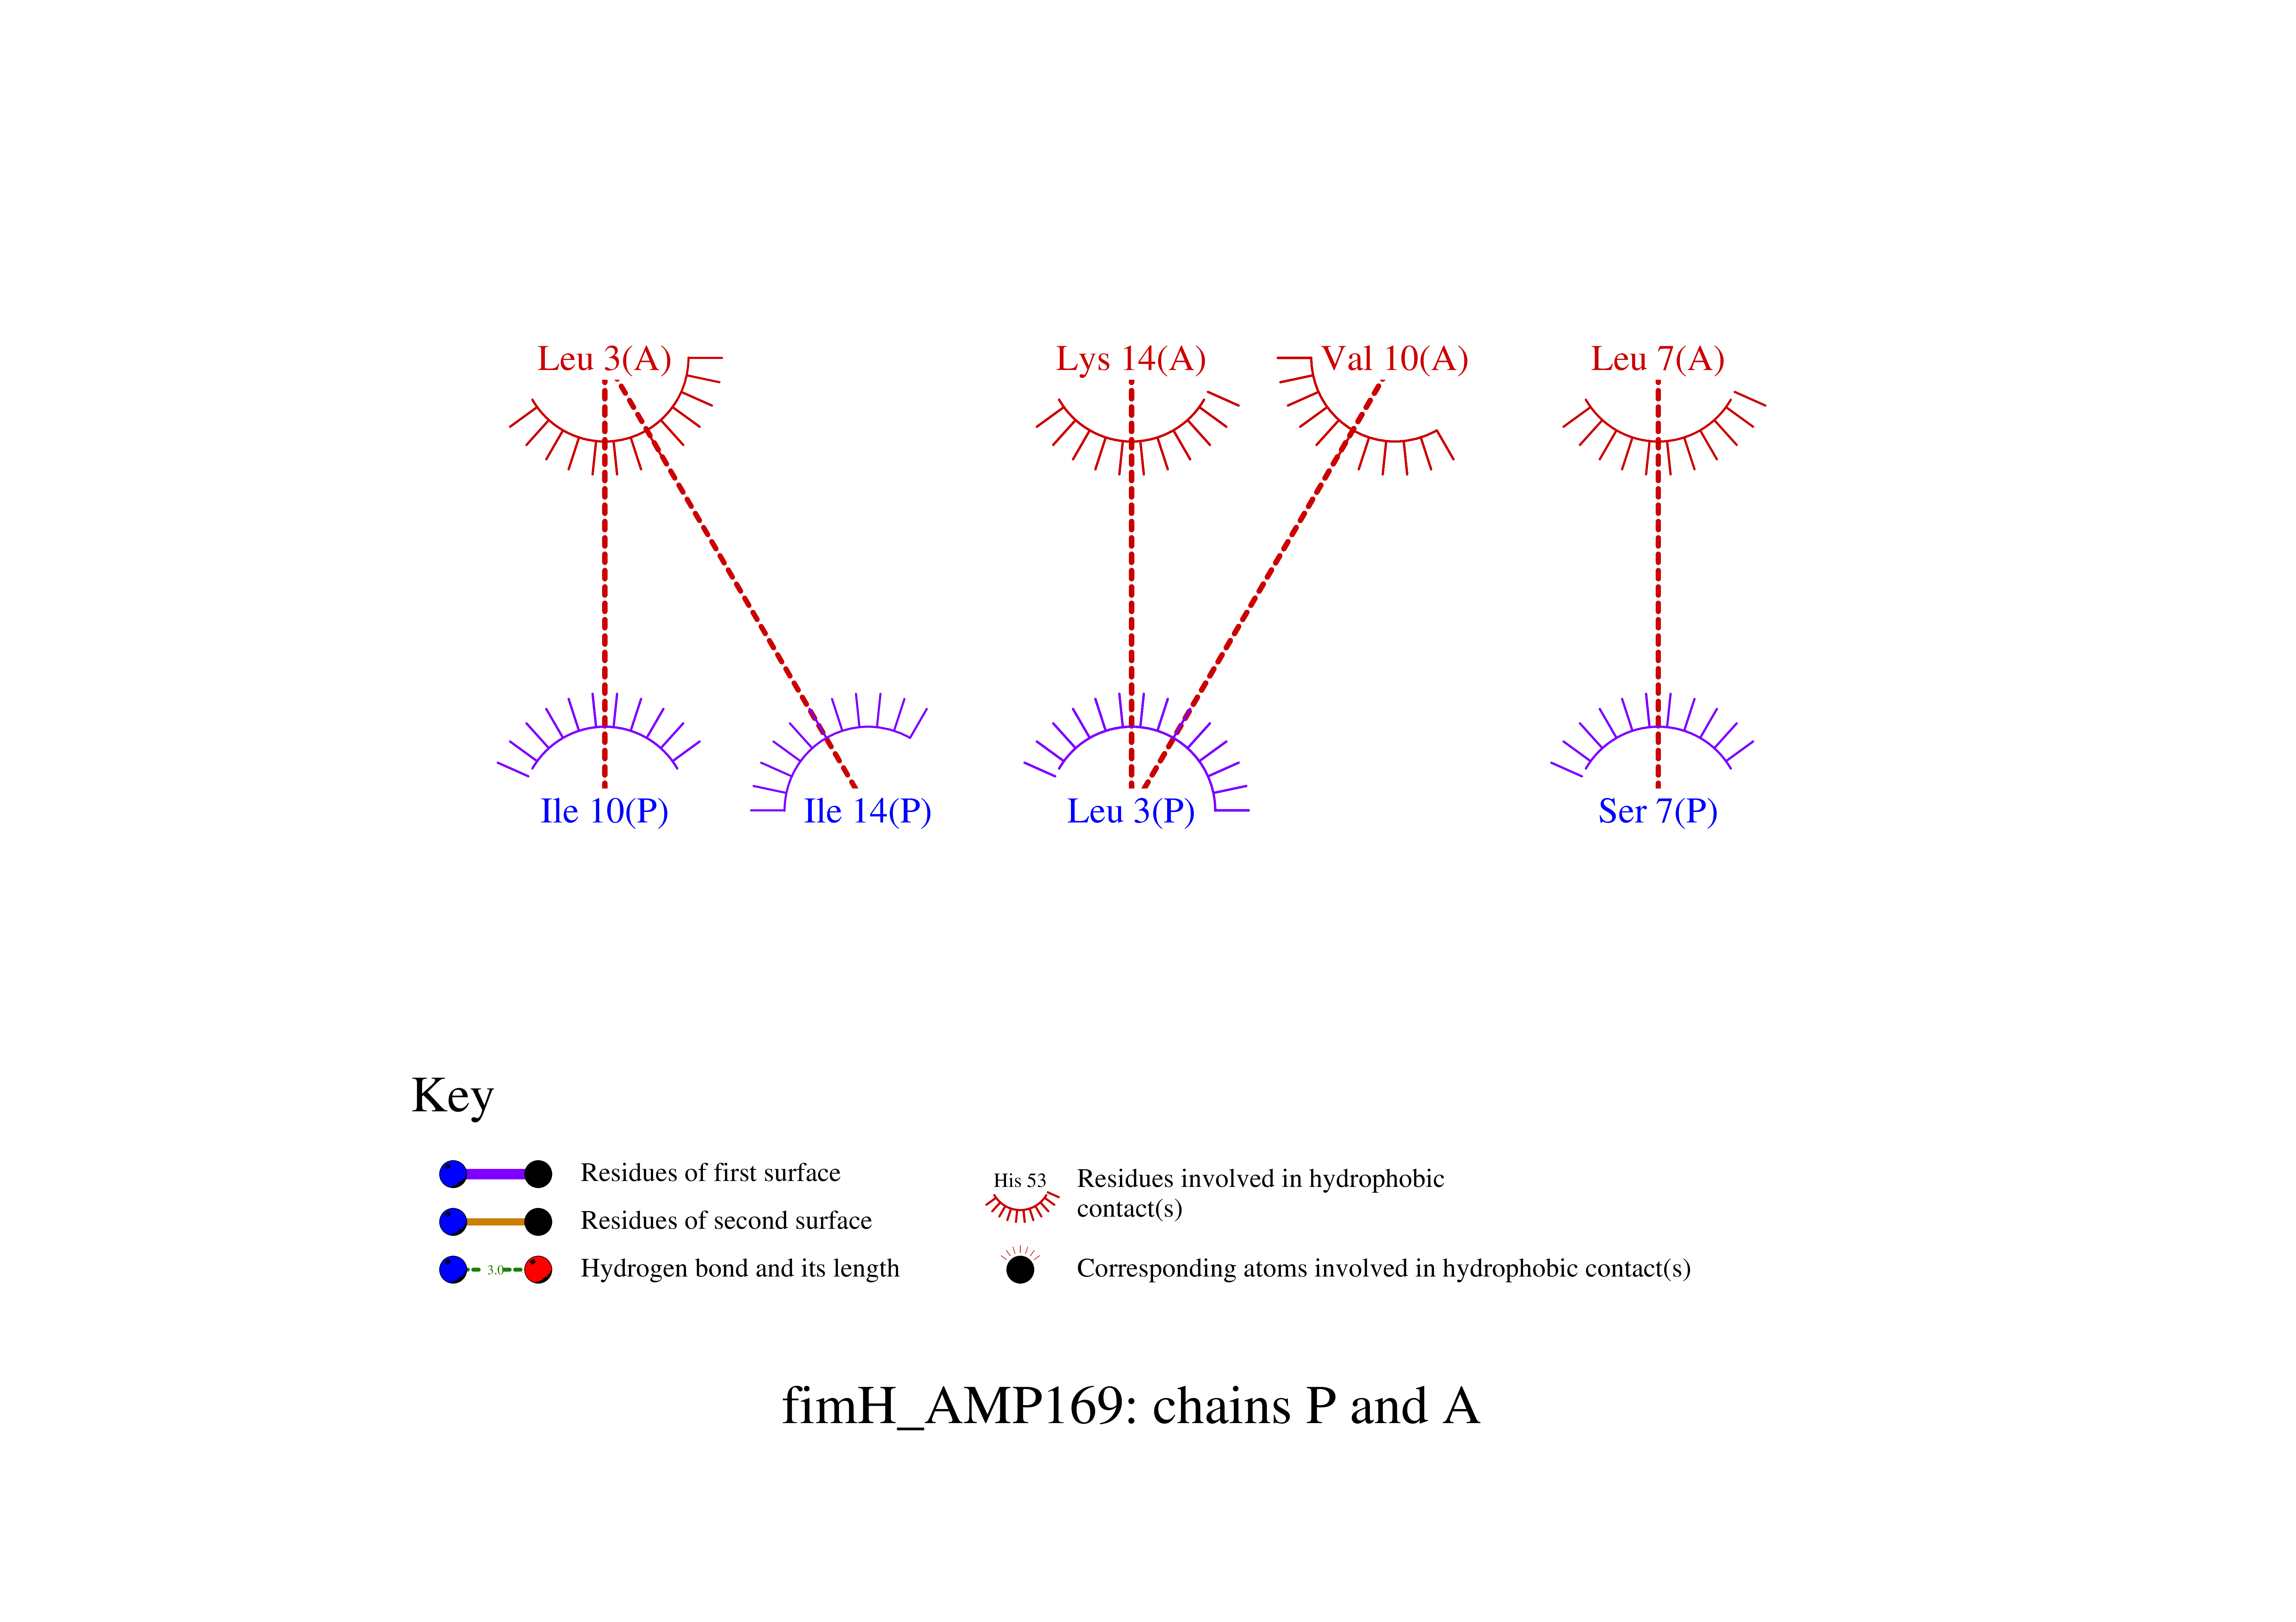 Leu 3(A) Lys 14(A) Val 10(A) Leu 7(A)
Ile 10(P) Ile 14(P) Leu 3(P) Ser 7(P)
Key
Residues of first surface
Residues of second surface
3.0 Hydrogen bond and its length
His 53 Residues involved in hydrophobic
contact(s)
Corresponding atoms involved in hydrophobic contact(s)
fimH_AMP169: chains P and A